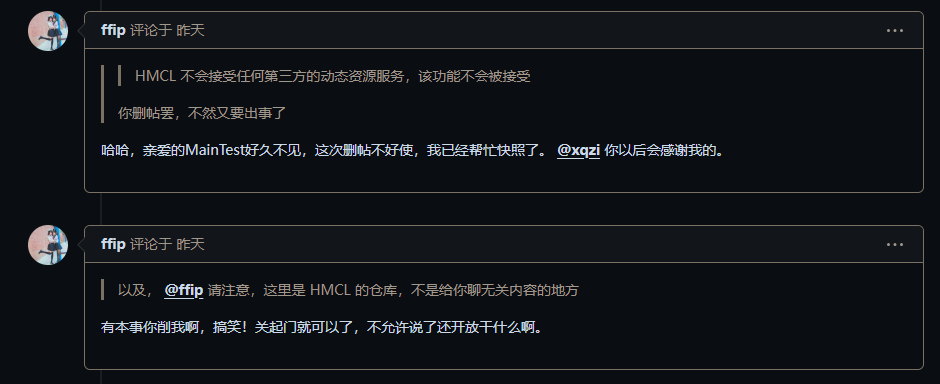 ffip 评论于 昨天
HMCL 不会接受任何第三方的动态资源服务，该功能不会被接受
你删帖罢，不然又要出事了
哈哈，亲爱的MainTest好久不见，这次删帖不好使，我已经帮忙快照了。 @xqzi 你以后会感谢我的。
ffip 评论于 昨天
以及， @ffip 请注意，这里是 HMCL 的仓库，不是给你聊无关内容的地方
有本事你削我啊，搞笑！关起门就可以了，不允许说了还开放干什么啊。